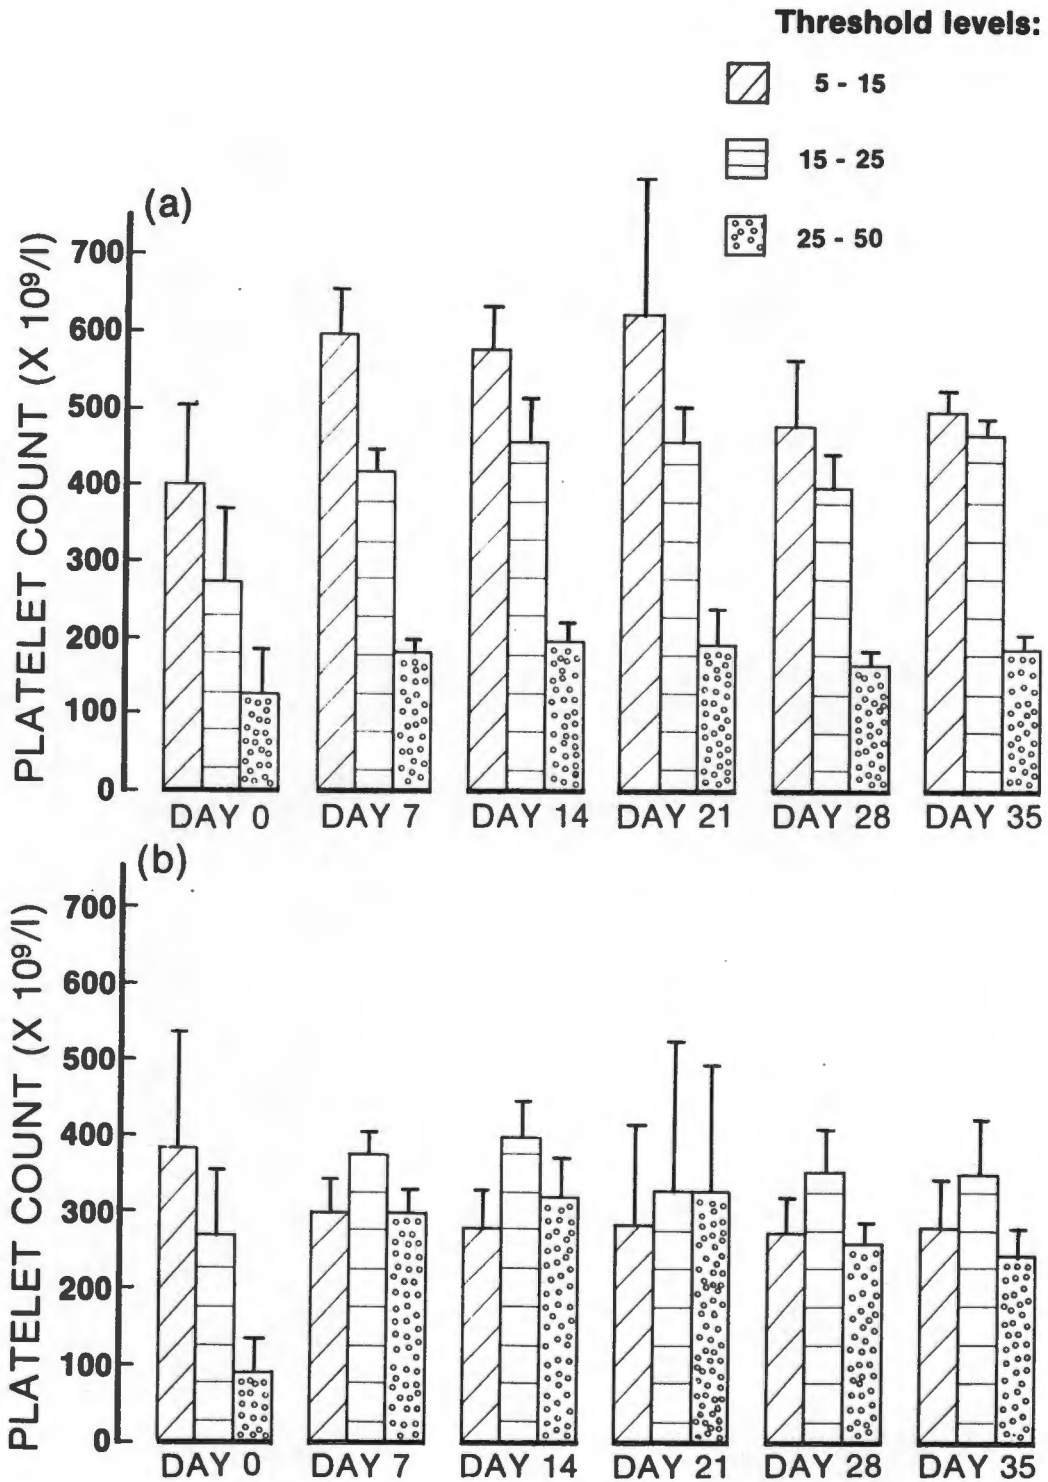 Threshold levels:
5 - 15
15 - 25
25 - 50
(a)
PLATELET COUNT (X 10⁹/l)
700
600
500
400
300
200
100
0
DAY 0 DAY 7 DAY 14 DAY 21 DAY 28 DAY 35
(b)
PLATELET COUNT (X 10⁹/l)
700
600
500
400
300
200
100
0
DAY 0 DAY 7 DAY 14 DAY 21 DAY 28 DAY 35